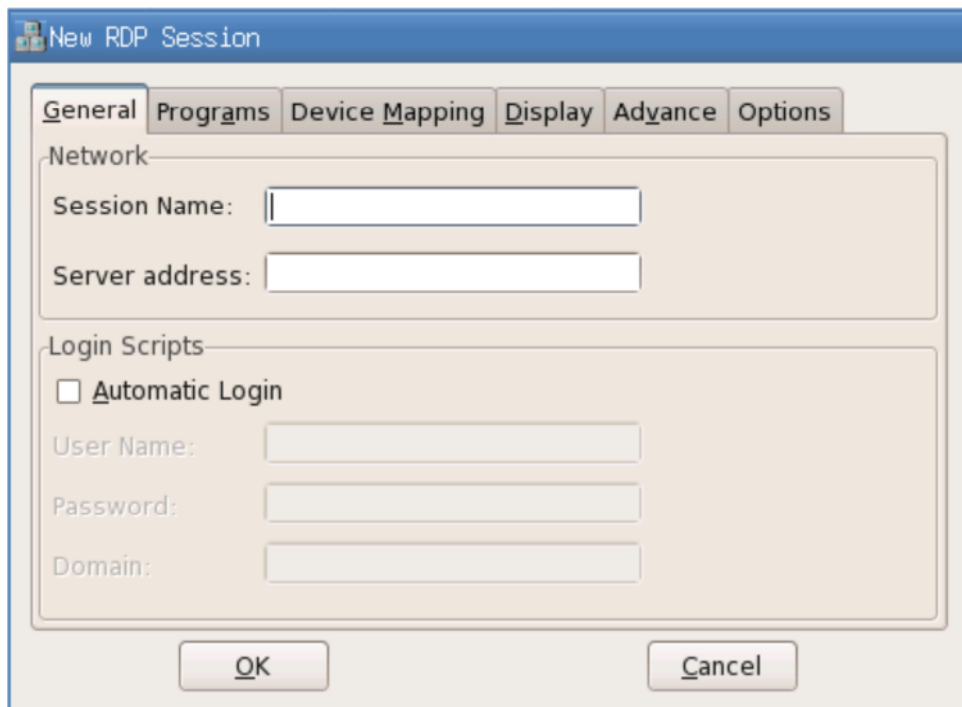 New RDP Session
General Programs Device Mapping Display Advance Options
Network
Session Name:
Server address:
Login Scripts
Automatic Login
User Name:
Password:
Domain:
OK Cancel